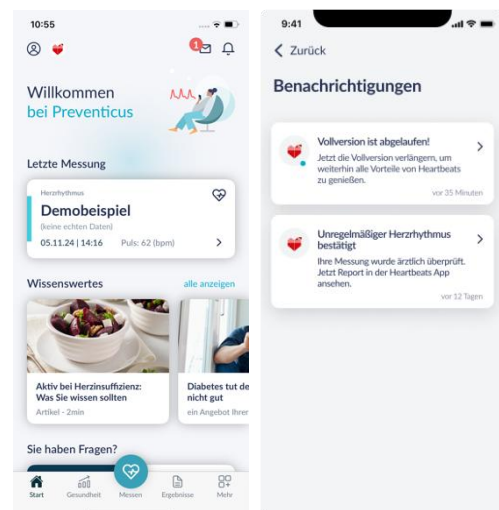 10:55
1
Willkommen
bei Preventicus
Letzte Messung
Herzrhythmus
Demobeispiel
(keine echten Daten)
05.11.24 | 14:16 Puls: 62 (bpm)
Wissenswertes alle anzeigen
Aktiv bei Herzinsuffizienz:
Was Sie wissen sollten
Artikel - 2min
Diabetes tut de
nicht gut
ein Angebot Ihrer
Sie haben Fragen?
Start Gesundheit Messen Ergebnisse Mehr
9:41
Zurück
Benachrichtigungen
Vollversion ist abgelaufen!
Jetzt die Vollversion verlängern, um
weiterhin alle Vorteile von Heartbeats
zu genießen.
vor 35 Minuten
Unregelmäßiger Herzrhythmus
bestätigt
Ihre Messung wurde ärztlich überprüft.
Jetzt Report in der Heartbeats App
ansehen.
vor 12 Tagen